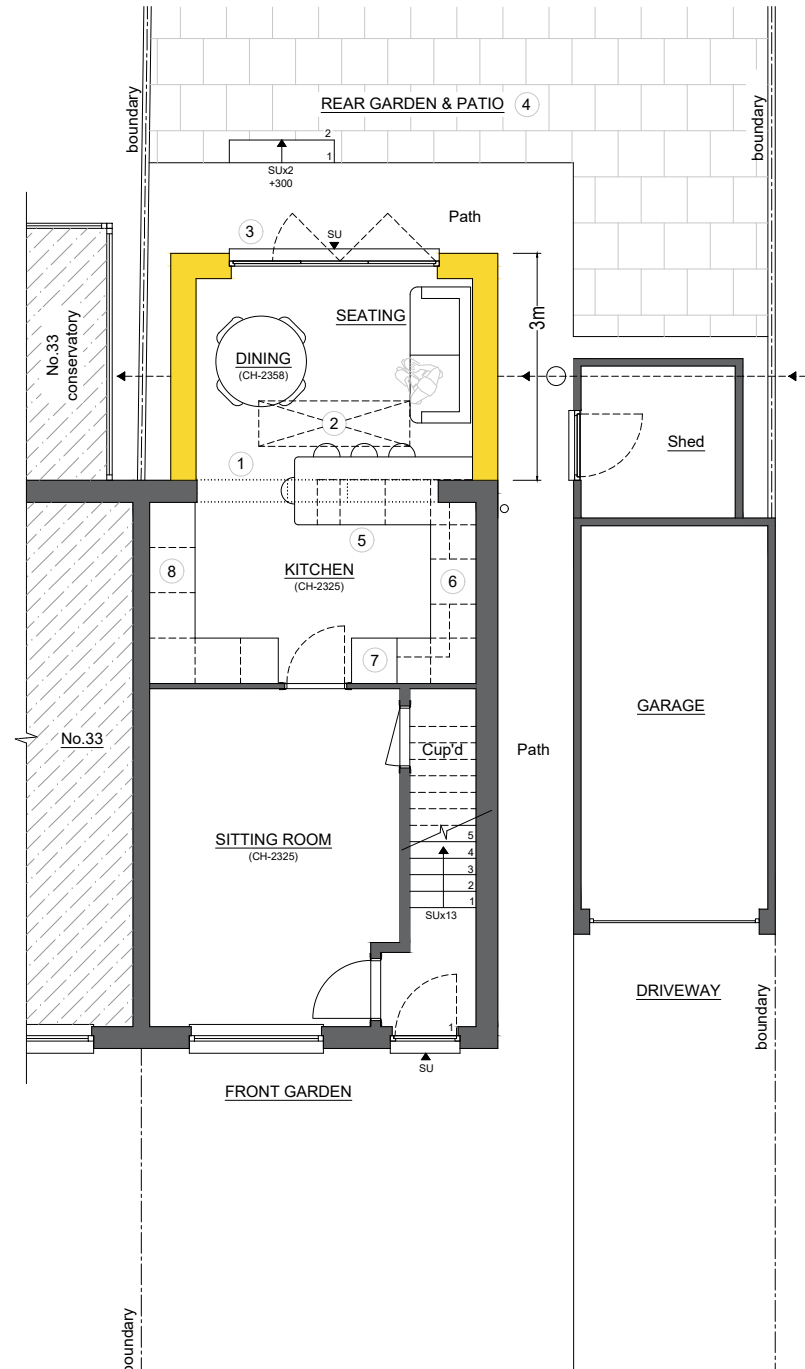 boundary
REAR GARDEN & PATIO 4
boundary
2
1
SUx2
+300
3
SU
Path
SEATING
3m
No.33
conservatory
DINING
(CH-2358)
2
Shed
1
5
8
KITCHEN
(CH-2325)
6
7
GARAGE
No.33
Cup'd
Path
SITTING ROOM
(CH-2325)
5
4
3
2
1
SUx13
DRIVEWAY
boundary
1
SU
FRONT GARDEN
boundary